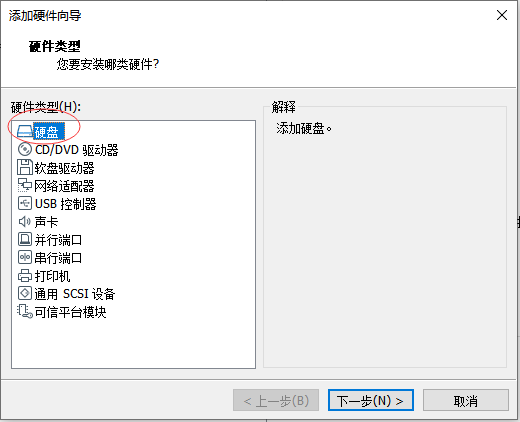 添加硬件向导
硬件类型
您要安装哪类硬件?
硬件类型(H):
硬盘
CD/DVD 驱动器
软盘驱动器
网络适配器
USB 控制器
声卡
并行端口
串行端口
打印机
通用 SCSI 设备
可信平台模块
解释
添加硬盘。
< 上一步(B)
下一步(N) >
取消